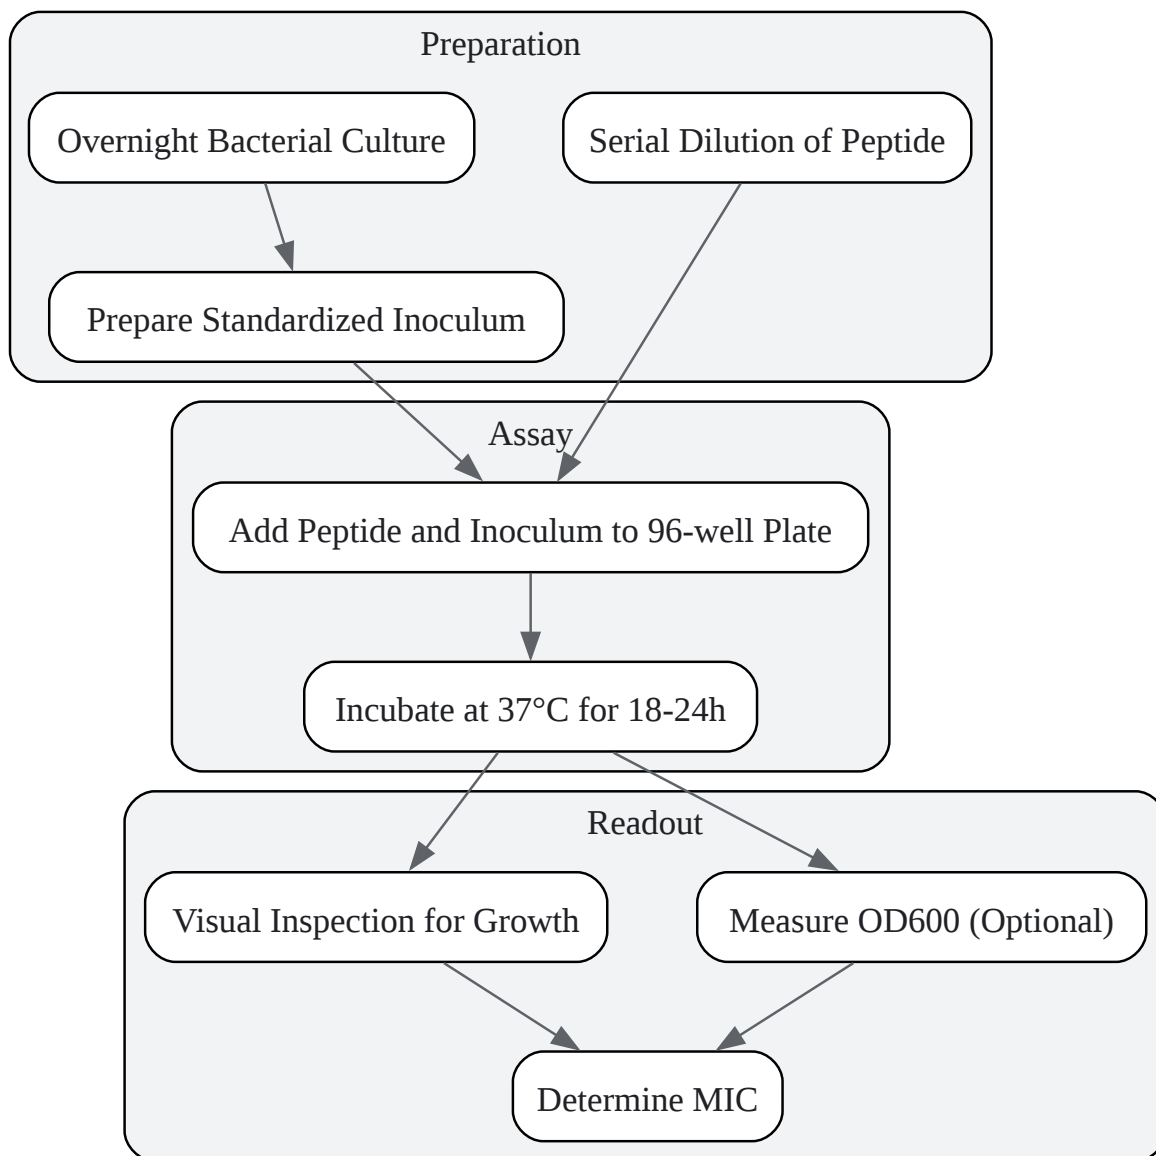 Preparation
Overnight Bacterial Culture
Serial Dilution of Peptide
Prepare Standardized Inoculum
Assay
Add Peptide and Inoculum to 96-well Plate
Incubate at 37°C for 18-24h
Readout
Visual Inspection for Growth
Measure OD600 (Optional)
Determine MIC